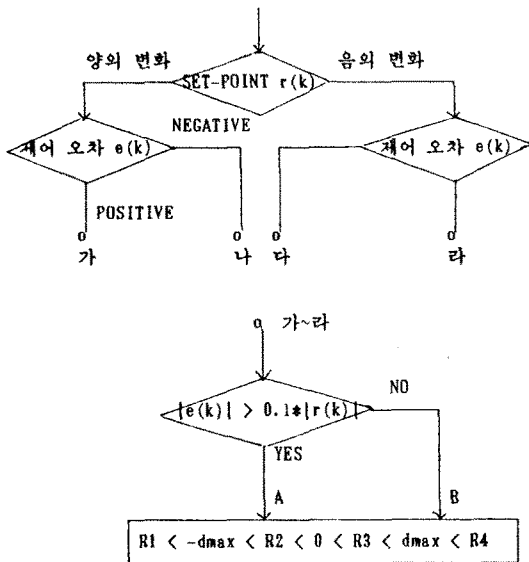 양의 변화 음의 변화
SET-POINT r(k)
NEGATIVE
제어 오차 e(k) 제어 오차 e(k)
POSITIVE
가 나 다 라
가~라
|e(k)| > 0.1*|r(k)|
NO
YES
A B
R1 < -dmax < R2 < 0 < R3 < dmax < R4